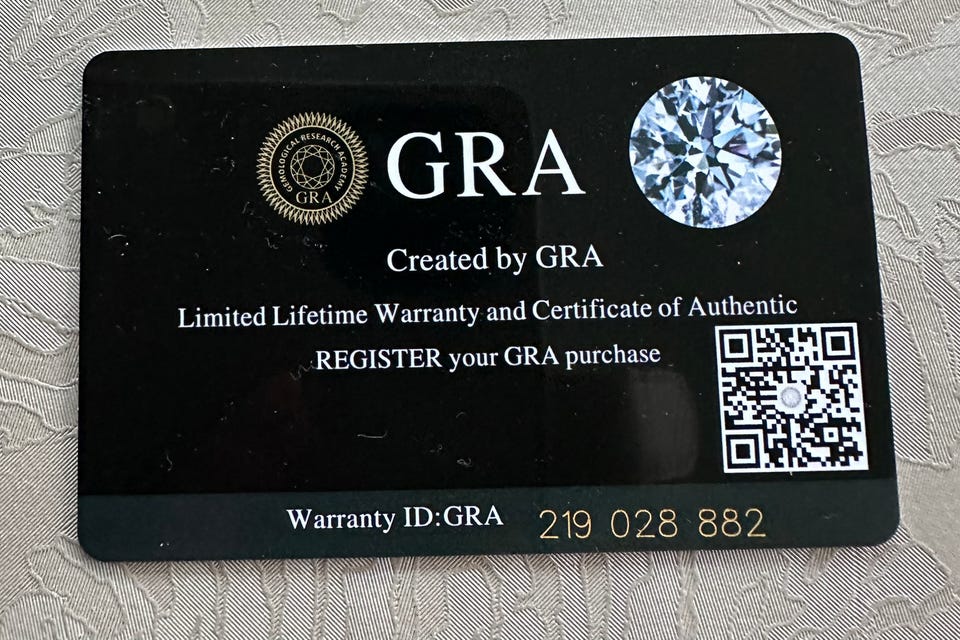 GEMOLOGICAL RESEARCH ACADEMY
GRA
GRA
Created by GRA
Limited Lifetime Warranty and Certificate of Authentic
REGISTER your GRA purchase
Warranty ID:GRA 219 028 882